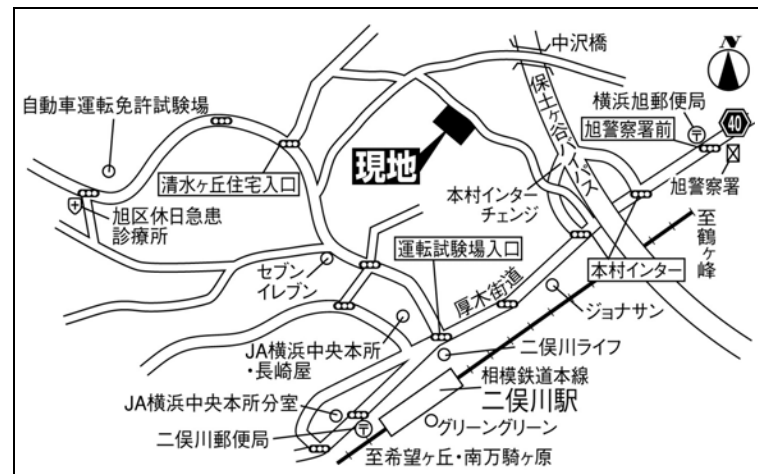 中沢橋
N
保土ヶ谷バイパス
横浜旭郵便局
40
自動車運転免許試験場
旭警察署前
現地
清水ヶ丘住宅入口
本村インター
チェンジ
旭警察署
旭区休日急患
診療所
至鶴ヶ峰
運転試験場入口
セブン
イレブン
本村インター
厚木街道
ジョナサン
JA横浜中央本所
・長崎屋
二俣川ライフ
相模鉄道本線
二俣川駅
JA横浜中央本所分室
グリーングリーン
二俣川郵便局
至希望ヶ丘・南万騎ヶ原